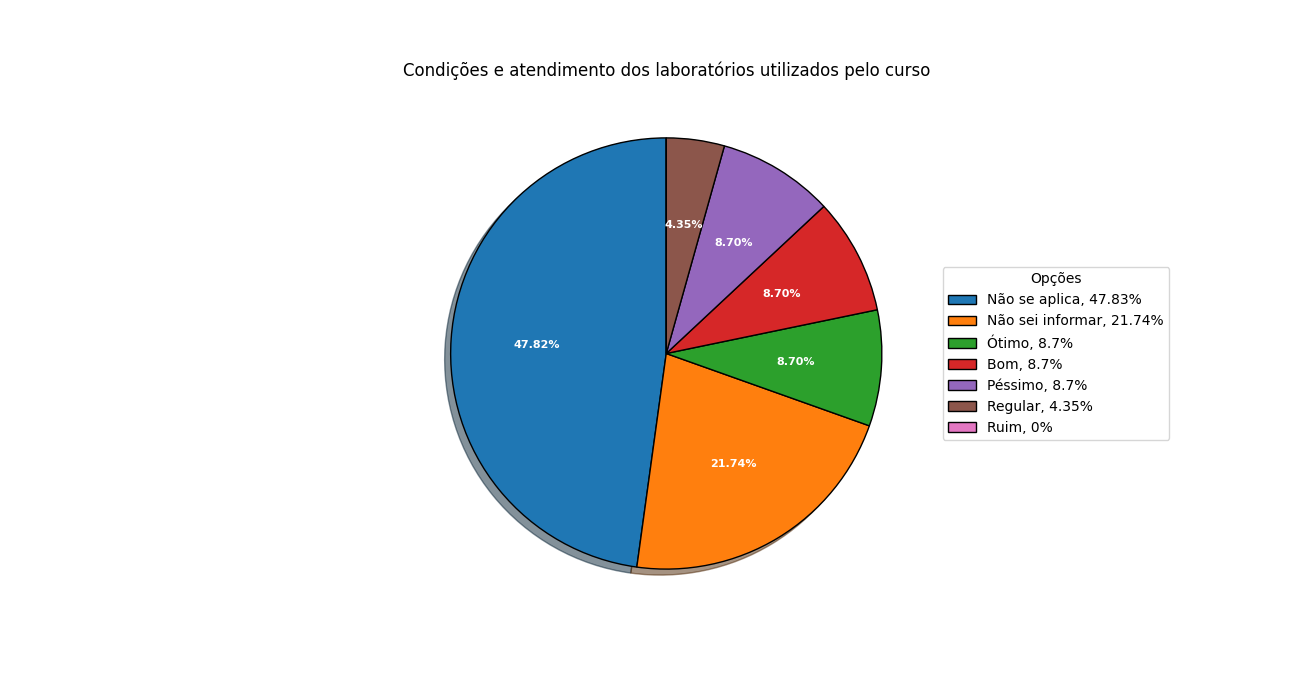 Condições e atendimento dos laboratórios utilizados pelo curso
4.35%
8.70%
8.70%
47.82%
8.70%
21.74%
Opções
Não se aplica, 47.83%
Não sei informar, 21.74%
Ótimo, 8.7%
Bom, 8.7%
Péssimo, 8.7%
Regular, 4.35%
Ruim, 0%